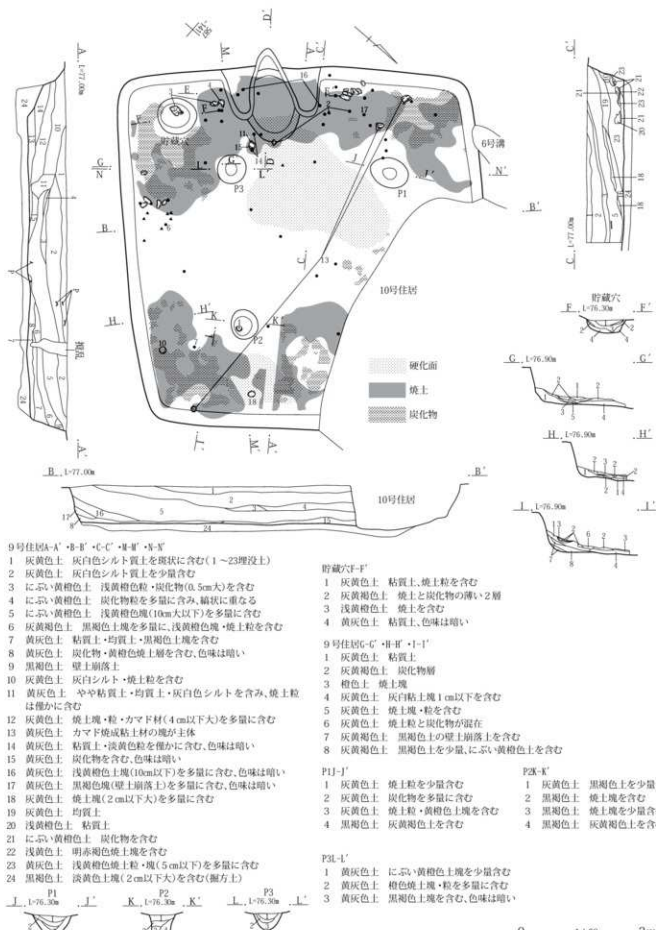 6号溝
貯蔵穴
P3
P1
10号住居
P2
硬化面
焼土
炭化物
撹乱
A L=77.00m A'
C L=77.00m C'
貯蔵穴
F L=76.30m F'
G L=76.90m G'
H L=76.90m H'
I L=76.90m I'
B L=77.00m B'
10号住居
9号住居A-A'・B-B'・C-C'・M-M'・N-N'
1 灰黄色土 灰白色シルト質土を斑状に含む(1~23埋没土)
2 灰黄色土 灰白色シルト質土を少量含む
3 にぶい黄橙色土 浅黄橙色粒・炭化物(0.5cm大)を含む
4 にぶい黄橙色土 炭化物粒を多量に含み、縞状に重なる
5 にぶい黄橙色土 浅黄橙色塊(10cm大以下)を多量に含む
6 灰黄褐色土 黒褐色土塊を多量に、浅黄橙色塊・焼土粒を含む
7 黄灰色土 粘質土・均質土・黒褐色土塊を含む
8 黄灰色土 炭化物・黄橙色焼土層を含む、色味は暗い
9 黒褐色土 壁土崩落土
10 灰黄色土 灰白シルト・焼土粒を含む
11 黄灰色土 やや粘質土・均質土・灰白色シルトを含み、焼土粒
は僅かに含む
12 灰黄色土 焼土塊・粒・カマド材(4cm以下大)を多量に含む
13 黄灰色土 カマド焼成粘土材の塊が主体
14 黄灰色土 粘質土・淡黄色粒を僅かに含む、色味は暗い
15 黄灰色土 炭化物を含む、色味は暗い
16 黄灰色土 浅黄橙色土塊(10cm以下)を多量に含む、色味は暗い
17 黄灰色土 黒褐色塊(壁土崩落土)を多量に含む、色味は暗い
18 灰黄色土 焼土塊(2cm以下大)を多量に含む
19 灰黄色土 均質土
20 浅黄橙色土 粘質土
21 にぶい黄橙色土 炭化物を含む
22 浅黄色土 明赤褐色焼土塊を含む
23 黄灰色土 浅黄橙色焼土粒・塊(5cm以下)を多量に含む
24 黒褐色土 淡黄色土塊(2cm以下大)を含む(掘方土)
貯蔵穴F-F'
1 灰黄色土 粘質土、焼土粒を含む
2 灰黄褐色土 焼土と炭化物の薄い2層
3 浅黄橙色土 焼土を含む
4 灰黄色土 粘質土、色味は暗い
9号住居G-G'・H-H'・I-I'
1 灰黄色土 粘質土
2 灰黄褐色土 炭化物層
3 橙色土 焼土塊
4 灰黄色土 灰白粘土塊1cm以下を含む
5 灰黄色土 焼土塊・粒を含む
6 灰黄色土 焼土粒と炭化物が混在
7 灰黄褐色土 黒褐色土の壁土崩落土を含む
8 灰黄褐色土 黒褐色土を少量、にぶい黄橙色土を含む
P1J-J'
1 灰黄色土 焼土粒を少量含む
2 灰黄色土 炭化物を多量に含む
3 灰黄色土 焼土粒・黄橙色土塊を含む
4 黒褐色土 灰黄褐色土を含む
P2K-K'
1 灰黄色土 黒褐色土を少量
2 黒褐色土 焼土塊を含む
3 黒褐色土 焼土塊を少量含
4 黒褐色土 灰黄褐色土を含
P3L-L'
1 黄灰色土 にぶい黄橙色土塊を少量含む
2 黄灰色土 橙色焼土塊・粒を多量に含む
3 黄灰色土 黒褐色土塊を含む、色味は暗い
P1 P2 P3
J L=76.30m J' K L=76.30m K' L L=76.30m L'